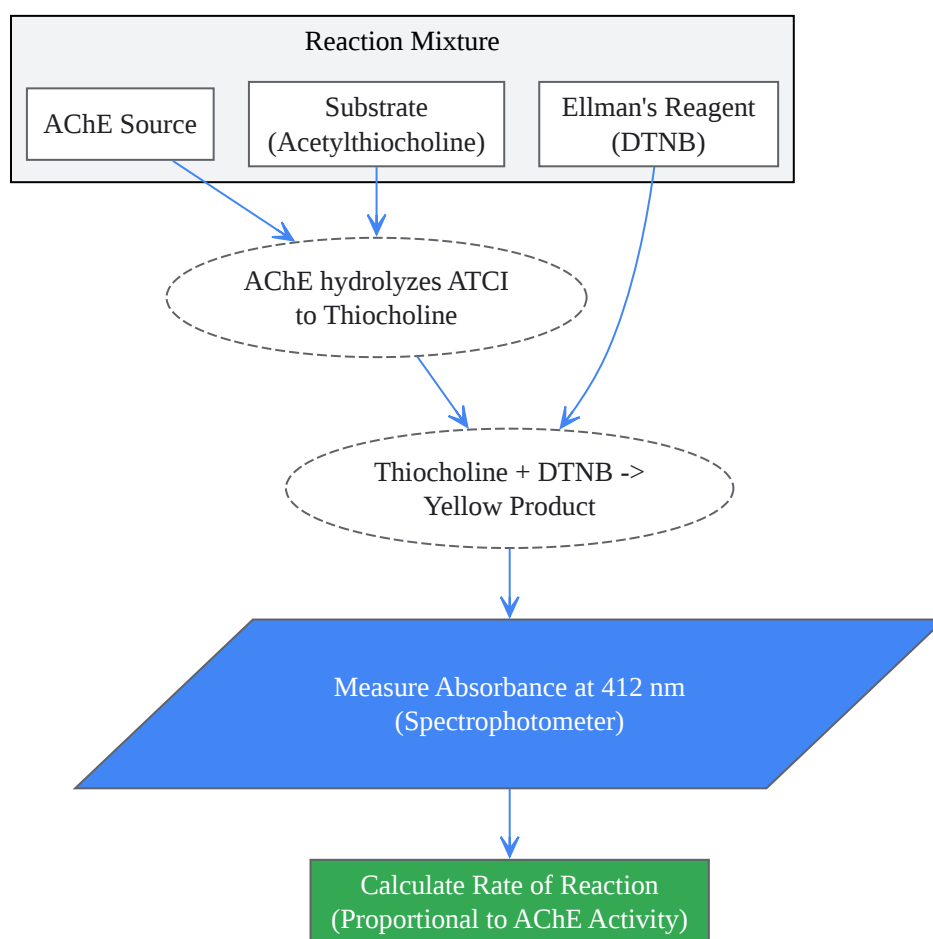 Reaction Mixture
AChE Source
Substrate
(Acetylthiocholine)
Ellman's Reagent
(DTNB)
AChE hydrolyzes ATCI
to Thiocholine
Thiocholine + DTNB ->
Yellow Product
Measure Absorbance at 412 nm
(Spectrophotometer)
Calculate Rate of Reaction
(Proportional to AChE Activity)